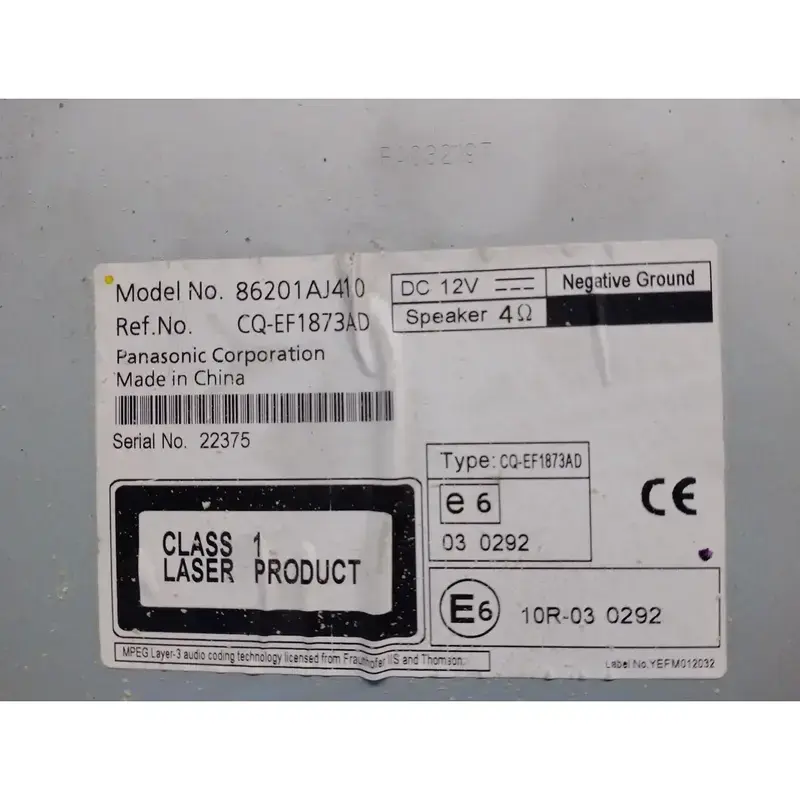 Model No. 86201AJ410
Ref.No. CQ-EF1873AD
Panasonic Corporation
Made in China
Serial No. 22375
DC 12V
Negative Ground
Speaker 4Ω
Type: CQ-EF1873AD
e 6
03 0292
CE
CLASS 1
LASER PRODUCT
E6
10R-03 0292
MPEG Layer-3 audio coding technology licensed from Fraunhofer IIS and Thomson.
Label No.YEFM012032